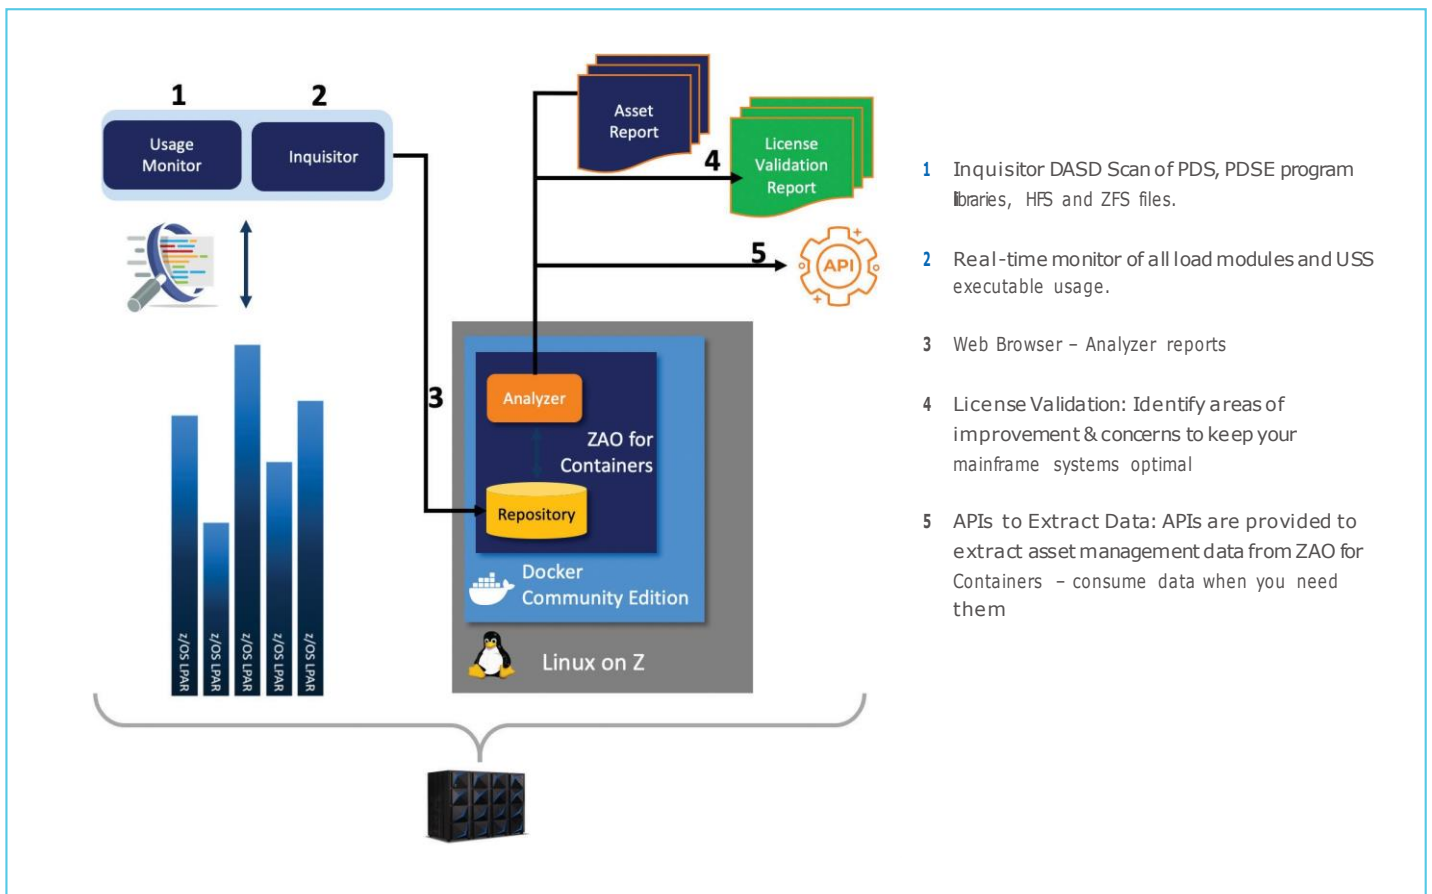 1
2
Usage
Monitor
Inquisitor
Asset
Report
License
Validation
Report
4
5
API
3
Analyzer
ZAO for
Containers
Repository
Docker
Community Edition
Linux on Z
z/OS LPAR
z/OS LPAR
z/OS LPAR
z/OS LPAR
z/OS LPAR
1 Inquisitor DASD Scan of PDS, PDSE program
libraries, HFS and ZFS files.
2 Real-time monitor of all load modules and USS
executable usage.
3 Web Browser – Analyzer reports
4 License Validation: Identify areas of
improvement & concerns to keep your
mainframe systems optimal
5 APIs to Extract Data: APIs are provided to
extract asset management data from ZAO for
Containers – consume data when you need
them